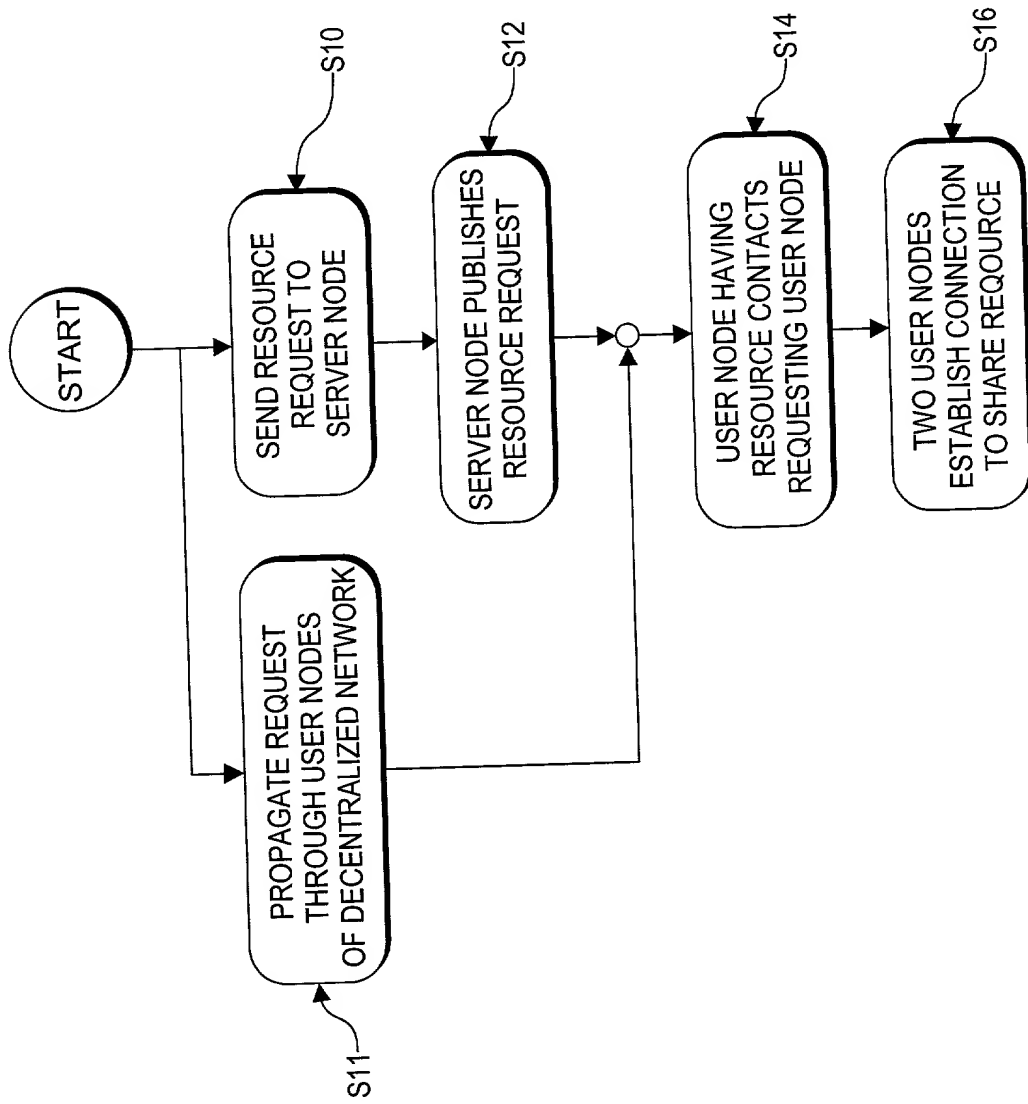 START
SEND RESOURCE
REQUEST TO
SERVER NODE
S10
PROPAGATE REQUEST
THROUGH USER NODES
OF DECENTRALIZED NETWORK
S11
SERVER NODE PUBLISHES
RESOURCE REQUEST
S12
USER NODE HAVING
RESOURCE CONTACTS
REQUESTING USER NODE
S14
TWO USER NODES
ESTABLISH CONNECTION
TO SHARE REQOURCE
S16